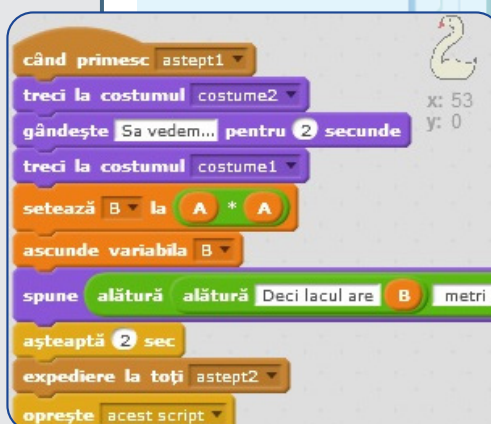 când primesc astept1
treci la costumul costume2
gândește Sa vedem... pentru 2 secunde
x: 53
y: 0
treci la costumul costume1
setează B la A * A
ascunde variabila B
spune alătură alătură Deci lacul are B metri
așteaptă 2 sec
expediere la toți astept2
oprește acest script